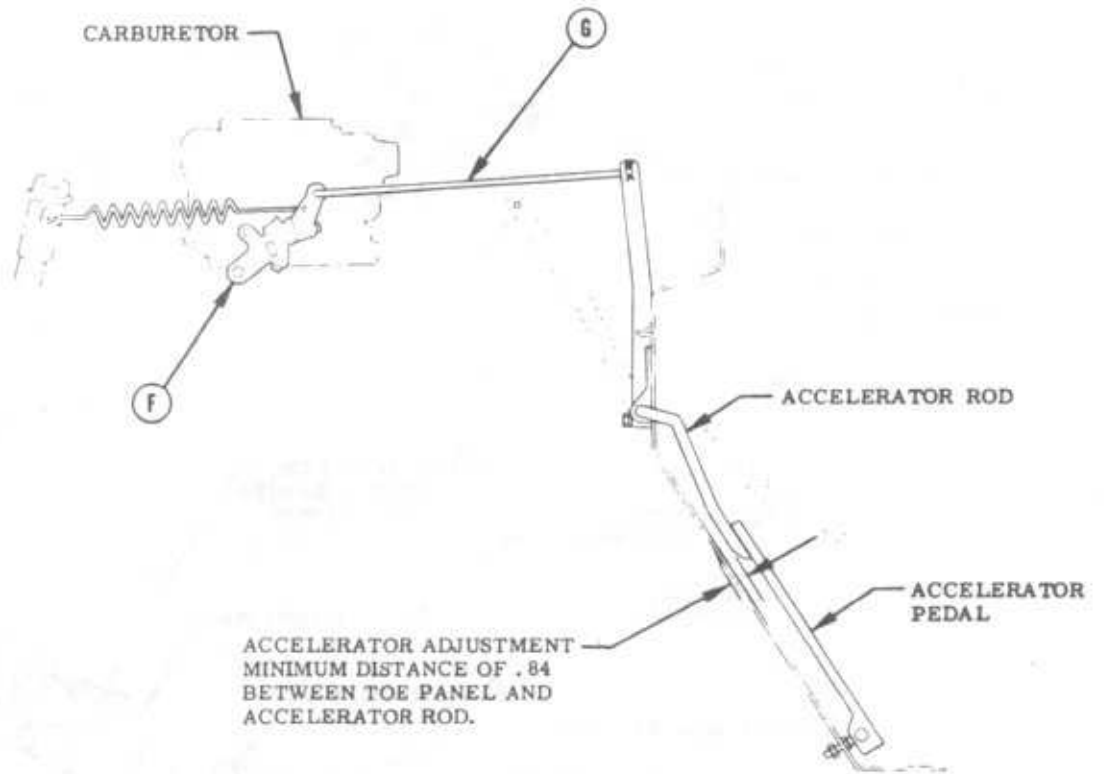 CARBURETOR
G
F
ACCELERATOR ROD
ACCELERATOR
PEDAL
ACCELERATOR ADJUSTMENT
MINIMUM DISTANCE OF .84
BETWEEN TOE PANEL AND
ACCELERATOR ROD.